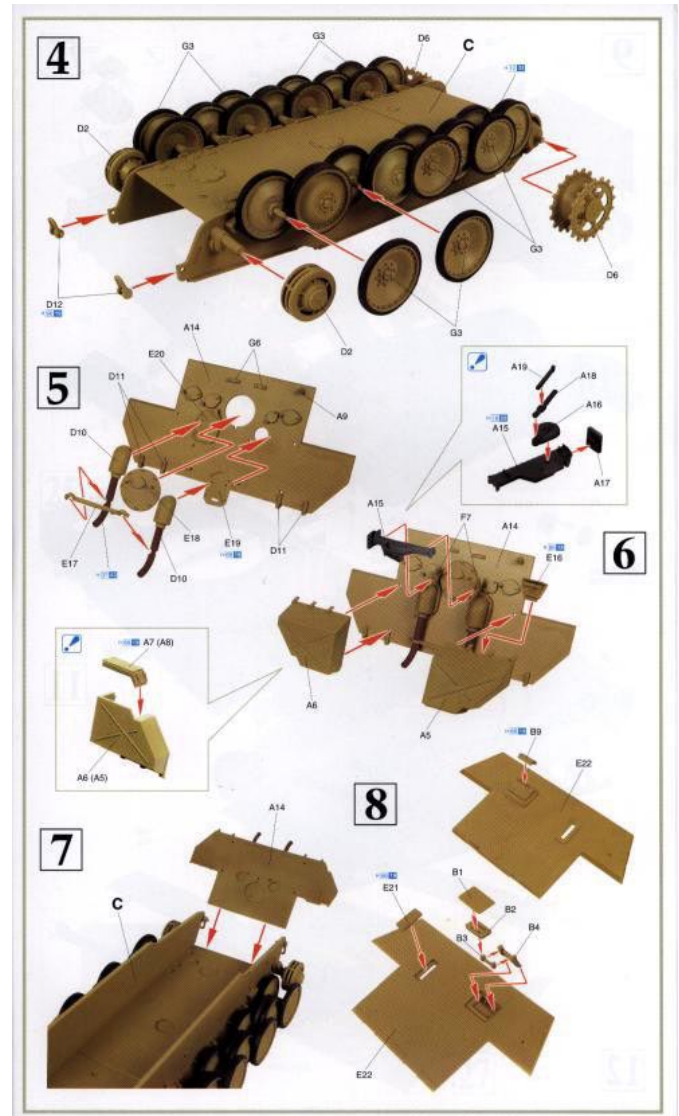 4
G3
G3
D6
C
D2
D12
G3
D6
G3
D2
5
A14
G6
E20
D11
A9
D10
E18
E19
E17
D10
D11
A19
A18
A16
A15
A17
6
A15
F7
A14
E16
A6
A5
A7 (A8)
A6 (A5)
7
A14
C
8
B9
E22
B1
E21
B2
B3
B4
E22